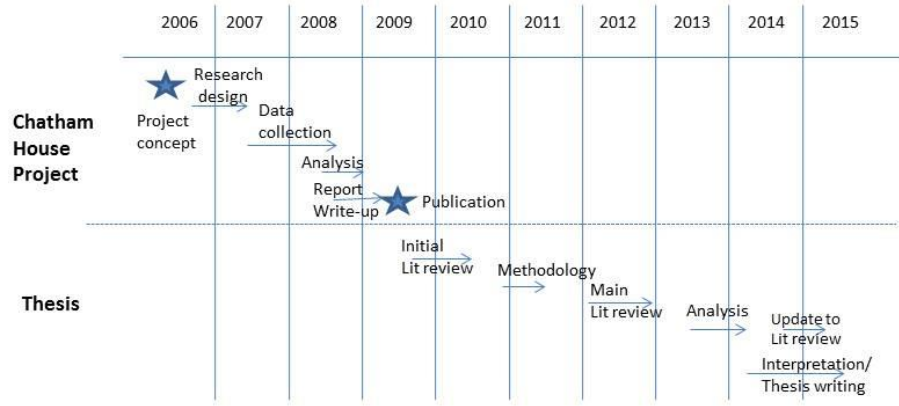 2006 2007 2008 2009 2010 2011 2012 2013 2014 2015
Chatham
House
Project
Project
concept
Research
design
Data
collection
Analysis
Report
Write-up
Publication
Thesis
Initial
Lit review
Methodology
Main
Lit review
Analysis
Update to
Lit review
Interpretation/
Thesis writing